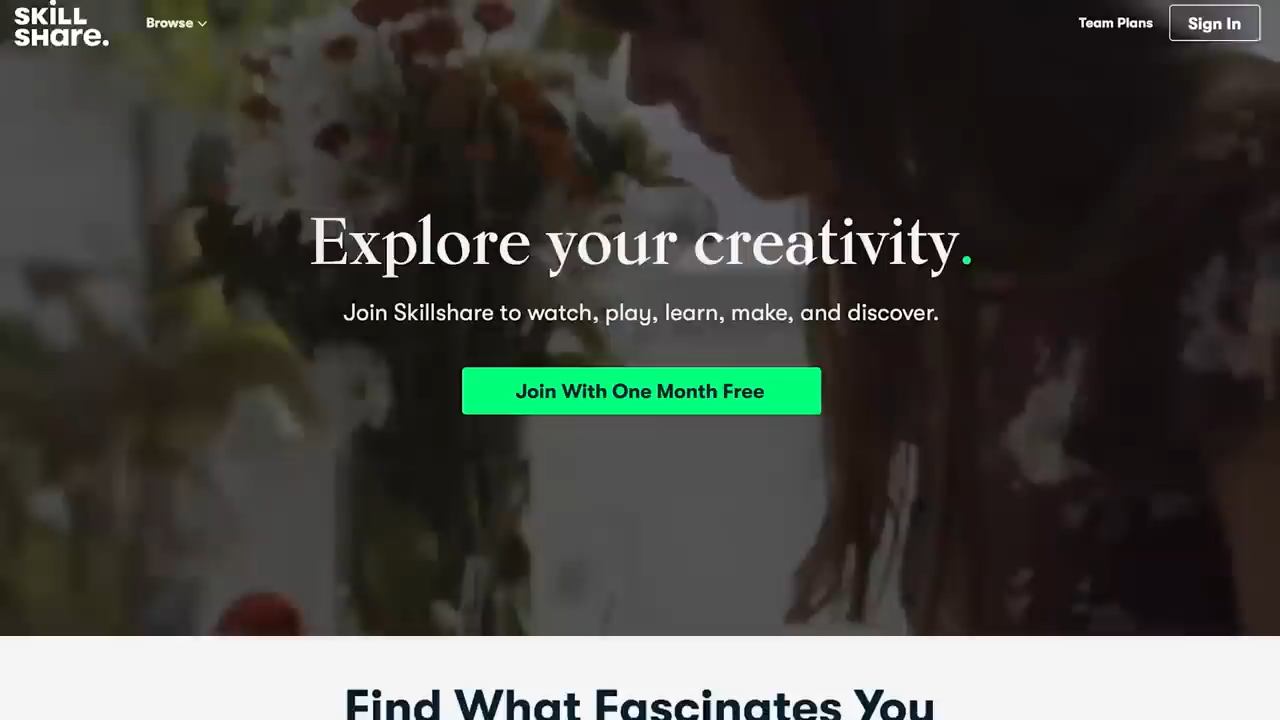 SKiLL
SHare.
Browse
Team Plans
Sign In
Explore your creativity.
Join Skillshare to watch, play, learn, make, and discover.
Join With One Month Free
Find What Fascinates You